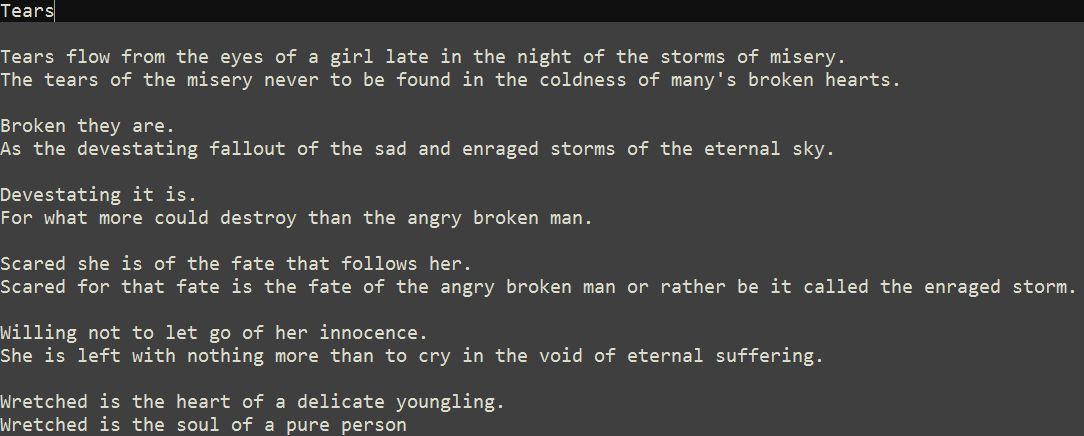 Tears
Tears flow from the eyes of a girl late in the night of the storms of misery.
The tears of the misery never to be found in the coldness of many's broken hearts.
Broken they are.
As the devestating fallout of the sad and enraged storms of the eternal sky.
Devestating it is.
For what more could destroy than the angry broken man.
Scared she is of the fate that follows her.
Scared for that fate is the fate of the angry broken man or rather be it called the enraged storm.
Willing not to let go of her innocence.
She is left with nothing more than to cry in the void of eternal suffering.
Wretched is the heart of a delicate youngling.
Wretched is the soul of a pure person